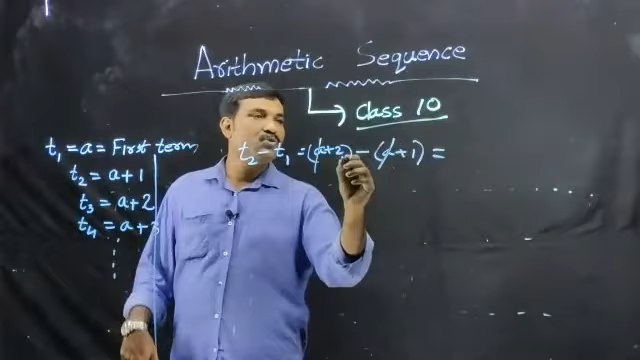 Arithmetic Sequence
Class 10
t₁ = a = First term
t₂ = a+1
t₃ = a+2
t₄ = a+
t₂ - t₁ = (a+2) - (a+1) =